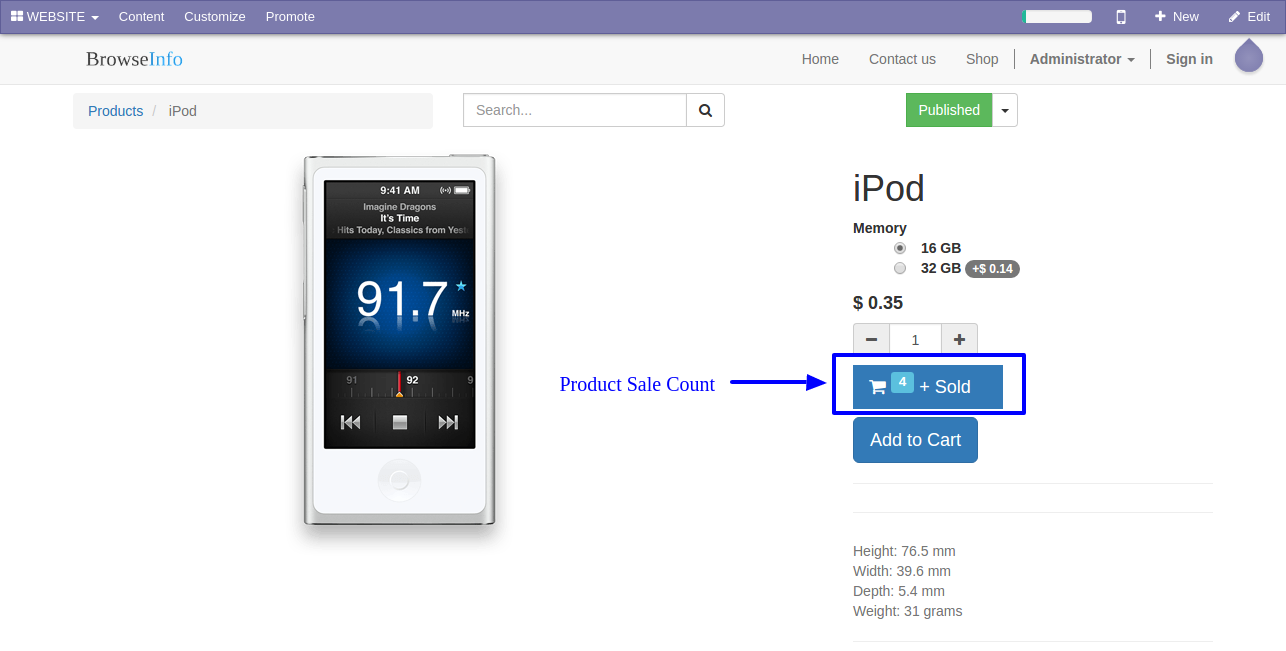 WEBSITE Content Customize Promote New Edit
BrowseInfo Home Contact us Shop Administrator Sign in
Products / iPod Search... Published
9:41 AM
Imagine Dragons
It's Time
Hits Today, Classics from Yest
91.7
MHz
91 92 9
iPod
Memory
16 GB
32 GB +$ 0.14
$ 0.35
1
Product Sale Count
4 + Sold
Add to Cart
Height: 76.5 mm
Width: 39.6 mm
Depth: 5.4 mm
Weight: 31 grams